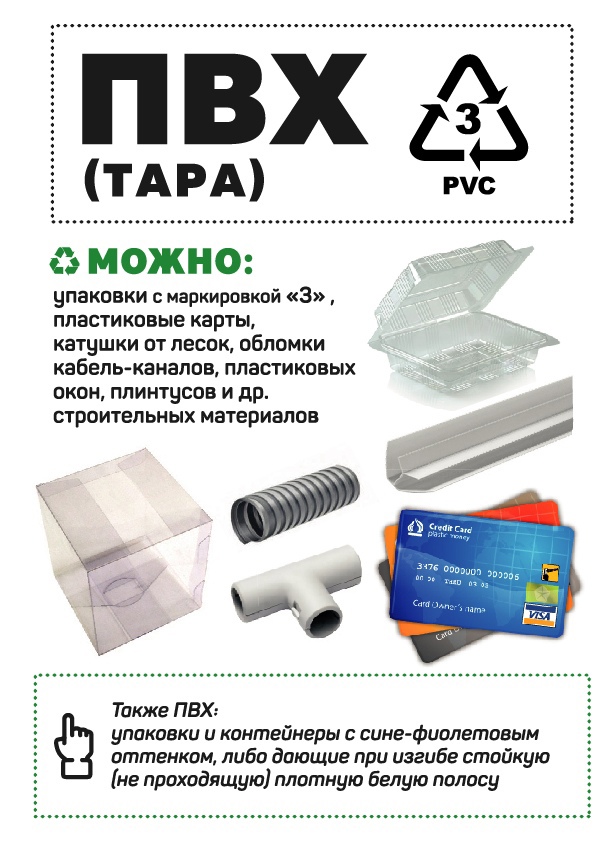 ПВХ
(ТАРА)
3
PVC
МОЖНО:
упаковки с маркировкой «3» ,
пластиковые карты,
катушки от лесок, обломки
кабель-каналов, пластиковых
окон, плинтусов и др.
строительных материалов
Credit Card
plastic money
3476 0000000 000006
Card Owner's name
VISA
Card O
Также ПВХ:
упаковки и контейнеры с сине-фиолетовым
оттенком, либо дающие при изгибе стойкую
(не проходящую) плотную белую полосу